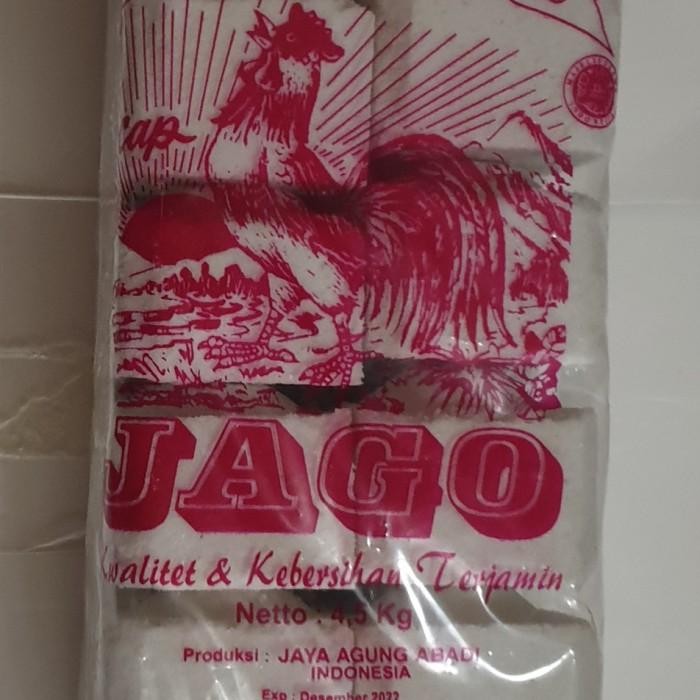 cap
JAGO
Kwalitet & Kebersihan Terjamin
Netto : 4,5 Kg
Produksi : JAYA AGUNG ABADI
INDONESIA
Exp : Desember 2022